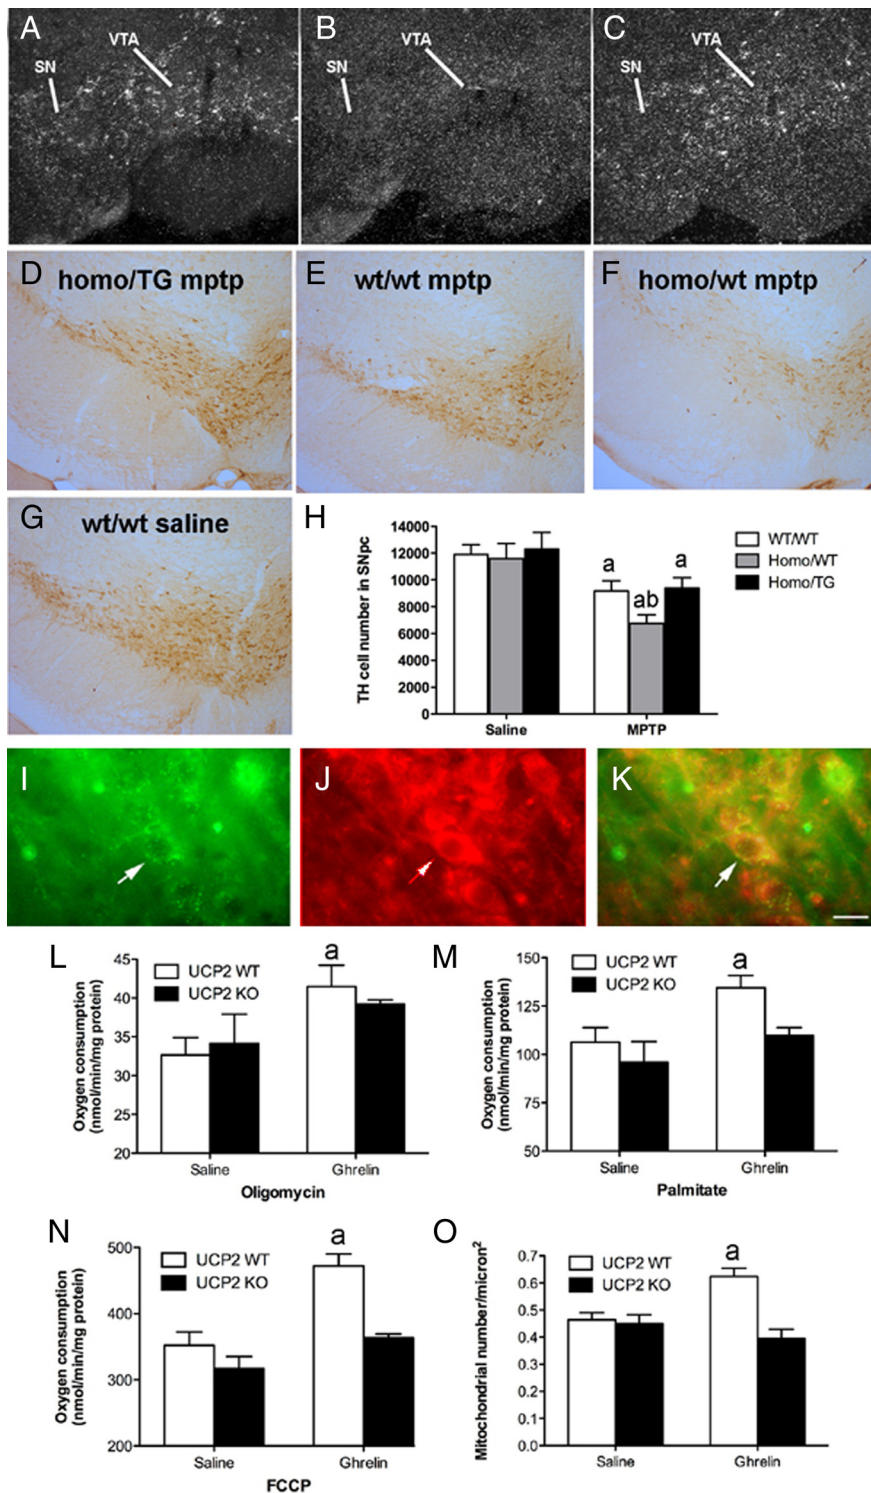 A
VTA
SN
B
VTA
SN
C
VTA
SN
D
homo/TG mptp
E
wt/wt mptp
F
homo/wt mptp
G
wt/wt saline
H
TH cell number in SNpc
14000
12000
10000
8000
6000
4000
2000
0
a
ab
a
WT/WT
Homo/WT
Homo/TG
Saline
MPTP
I
J
K
L
Oxygen consumption
(nmol/min/mg protein)
45
40
35
30
25
20
UCP2 WT
UCP2 KO
a
Saline
Ghrelin
Oligomycin
M
Oxygen consumption
(nmol/min/mg protein)
150
125
100
75
50
UCP2 WT
UCP2 KO
a
Saline
Ghrelin
Palmitate
N
Oxygen consumption
(nmol/min/mg protein)
500
400
300
200
UCP2 WT
UCP2 KO
a
Saline
Ghrelin
FCCP
O
Mitochondrial number/micron²
0.7
0.6
0.5
0.4
0.3
0.2
0.1
0.0
UCP2 WT
UCP2 KO
a
Saline
Ghrelin